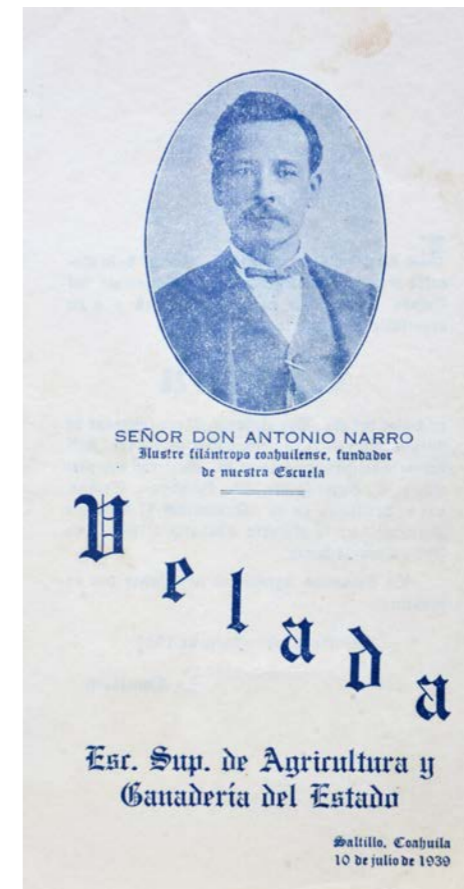 SEÑOR DON ANTONIO NARRO
Ilustre filántropo coahuilense, fundador
de nuestra Escuela
Velada
Esc. Sup. de Agricultura y
Ganadería del Estado
Saltillo, Coahuila
10 de julio de 1939